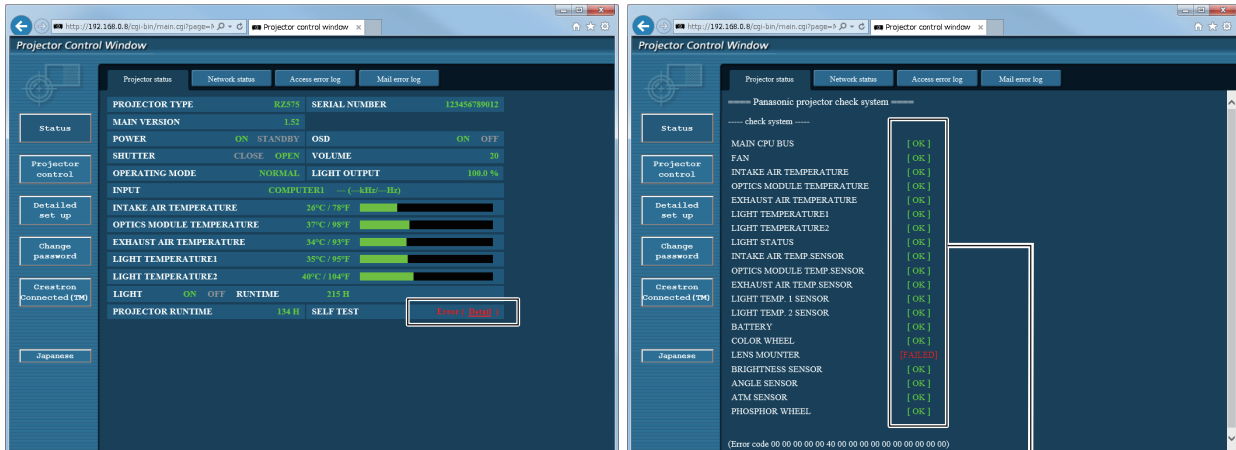 http://192.168.0.8/cgi-bin/main.cgi?page=
Projector control window
Projector Control Window
Projector status
Network status
Access error log
Mail error log
Status
Projector control
Detailed set up
Change password
Crestron Connected(TM)
Japanese
PROJECTOR TYPE RZ575 SERIAL NUMBER 123456789012
MAIN VERSION 1.52
POWER ON STANDBY OSD ON OFF
SHUTTER CLOSE OPEN VOLUME 20
OPERATING MODE NORMAL LIGHT OUTPUT 100.0 %
INPUT COMPUTER1 --- (---kHz/---Hz)
INTAKE AIR TEMPERATURE 26°C / 78°F
OPTICS MODULE TEMPERATURE 37°C / 98°F
EXHAUST AIR TEMPERATURE 34°C / 93°F
LIGHT TEMPERATURE1 35°C / 95°F
LIGHT TEMPERATURE2 40°C / 104°F
LIGHT ON OFF RUNTIME 215 H
PROJECTOR RUNTIME 134 H SELF TEST Error
http://192.168.0.8/cgi-bin/main.cgi?page=
Projector control window
Projector Control Window
Projector status
Network status
Access error log
Mail error log
Status
Projector control
Detailed set up
Change password
Crestron Connected(TM)
Japanese
==== Panasonic projector check system ====
----- check system -----
MAIN CPU BUS [ OK ]
FAN [ OK ]
INTAKE AIR TEMPERATURE [ OK ]
OPTICS MODULE TEMPERATURE [ OK ]
EXHAUST AIR TEMPERATURE [ OK ]
LIGHT TEMPERATURE1 [ OK ]
LIGHT TEMPERATURE2 [ OK ]
LIGHT STATUS [ OK ]
INTAKE AIR TEMP.SENSOR [ OK ]
OPTICS MODULE TEMP.SENSOR [ OK ]
EXHAUST AIR TEMP.SENSOR [ OK ]
LIGHT TEMP. 1 SENSOR [ OK ]
LIGHT TEMP. 2 SENSOR [ OK ]
BATTERY [ OK ]
COLOR WHEEL [ OK ]
LENS MOUNTER [FAILED]
BRIGHTNESS SENSOR [ OK ]
ANGLE SENSOR [ OK ]
ATM SENSOR [ OK ]
PHOSPHOR WHEEL [ OK ]
(Error code 00 00 00 00 00 40 00 00 00 00 00 00 00 00 00 00)